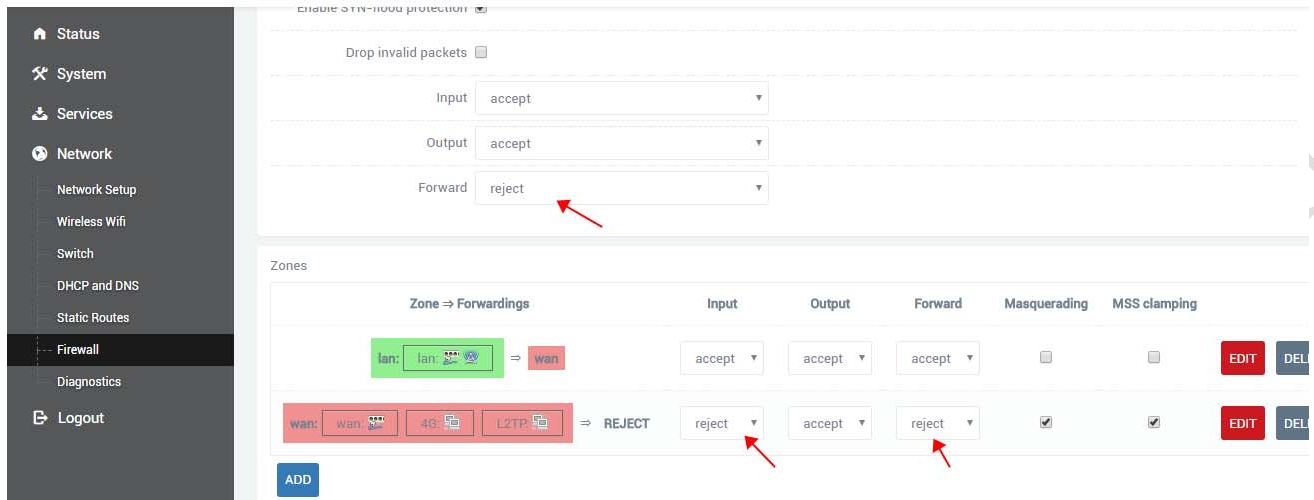 Status
System
Services
Network
Network Setup
Wireless Wifi
Switch
DHCP and DNS
Static Routes
Firewall
Diagnostics
Logout
Enable SYN-flood protection
Drop invalid packets
Input accept
Output accept
Forward reject
Zones
Zone ⇒ Forwardings Input Output Forward Masquerading MSS clamping
lan: lan: ⇒ wan accept accept accept EDIT DEL
wan: wan: 4G: L2TP: ⇒ REJECT reject accept reject EDIT DEL
ADD